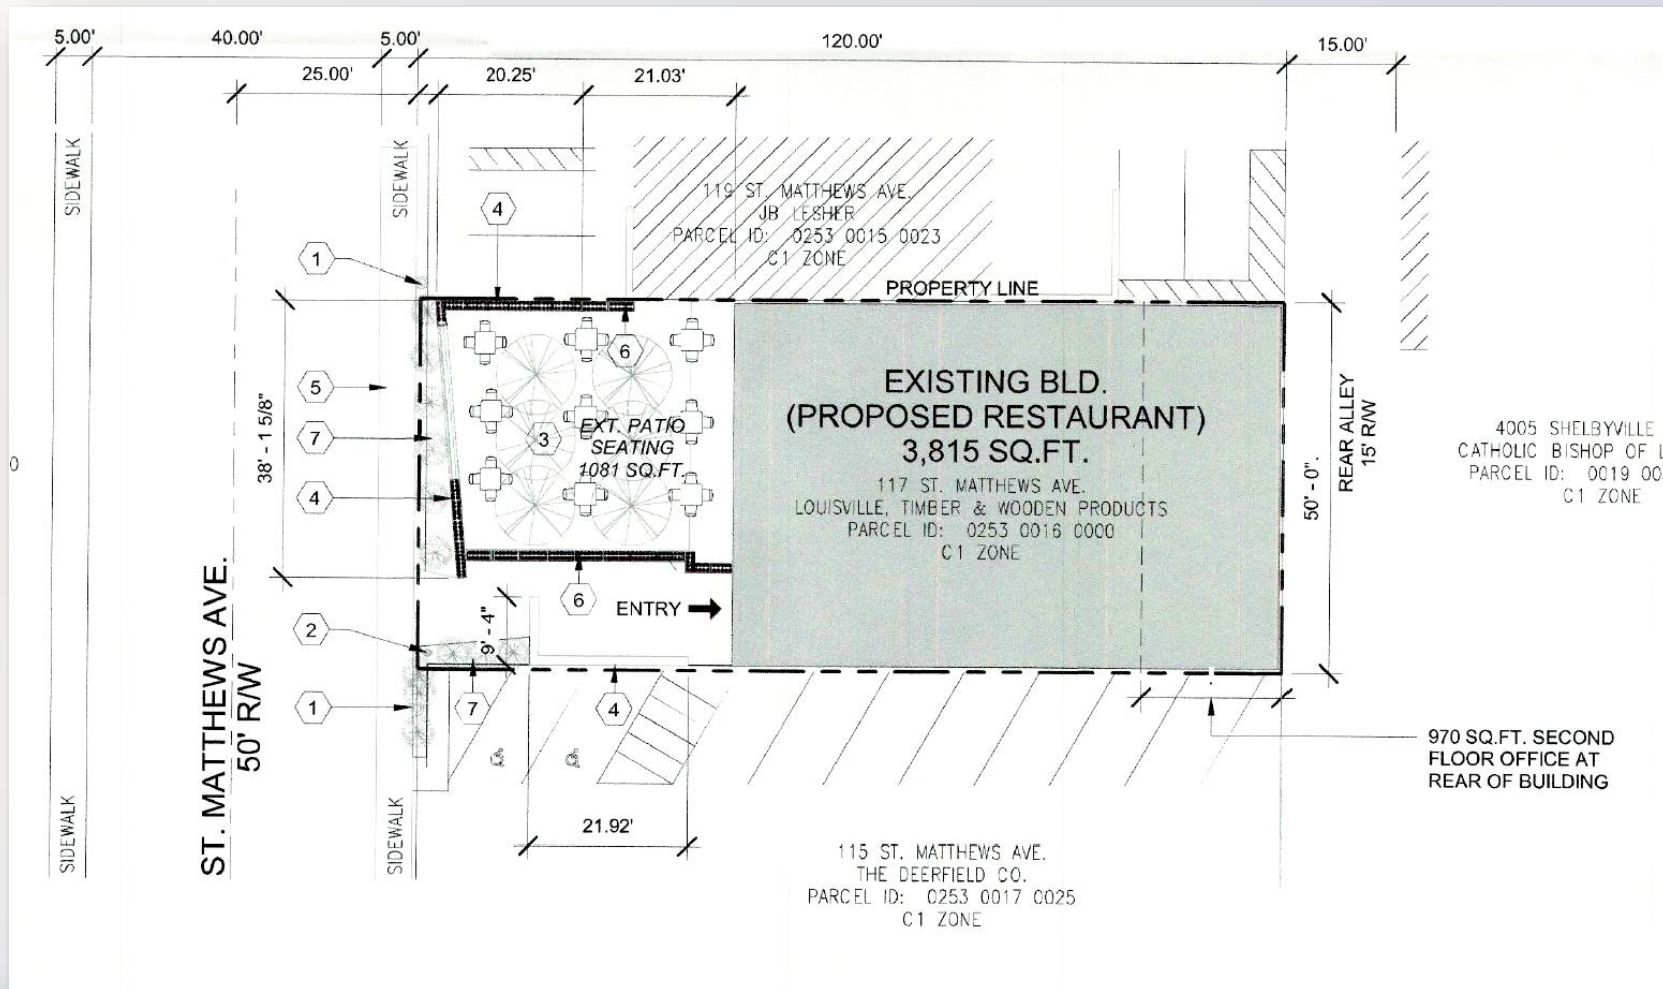 5.00'
40.00'
5.00'
120.00'
15.00'
25.00'
20.25'
21.03'
SIDEWALK
SIDEWALK
119 ST. MATTHEWS AVE.
JB LESHER
PARCEL ID: 0253 0015 0023
C1 ZONE
4
1
PROPERTY LINE
6
5
7
4
38' - 1 5/8"
3
EXT. PATIO
SEATING
1081 SQ.FT.
EXISTING BLD.
(PROPOSED RESTAURANT)
3,815 SQ.FT.
117 ST. MATTHEWS AVE.
LOUISVILLE, TIMBER & WOODEN PRODUCTS
PARCEL ID: 0253 0016 0000
C1 ZONE
50' - 0".
REAR ALLEY
15' R/W
4005 SHELBYVILLE
CATHOLIC BISHOP OF L
PARCEL ID: 0019 00
C1 ZONE
0
ST. MATTHEWS AVE.
50' R/W
6
ENTRY
9' - 4"
2
1
7
4
970 SQ.FT. SECOND
FLOOR OFFICE AT
REAR OF BUILDING
SIDEWALK
SIDEWALK
21.92'
115 ST. MATTHEWS AVE.
THE DEERFIELD CO.
PARCEL ID: 0253 0017 0025
C1 ZONE